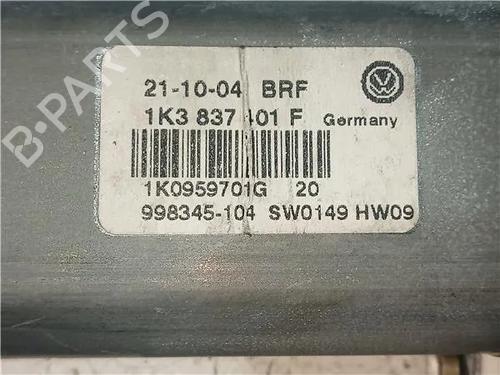 B-PARTS
21-10-04 BRF
1K3 837 401 F Germany
1K0959701G 20
998345-104 SW0149 HW09